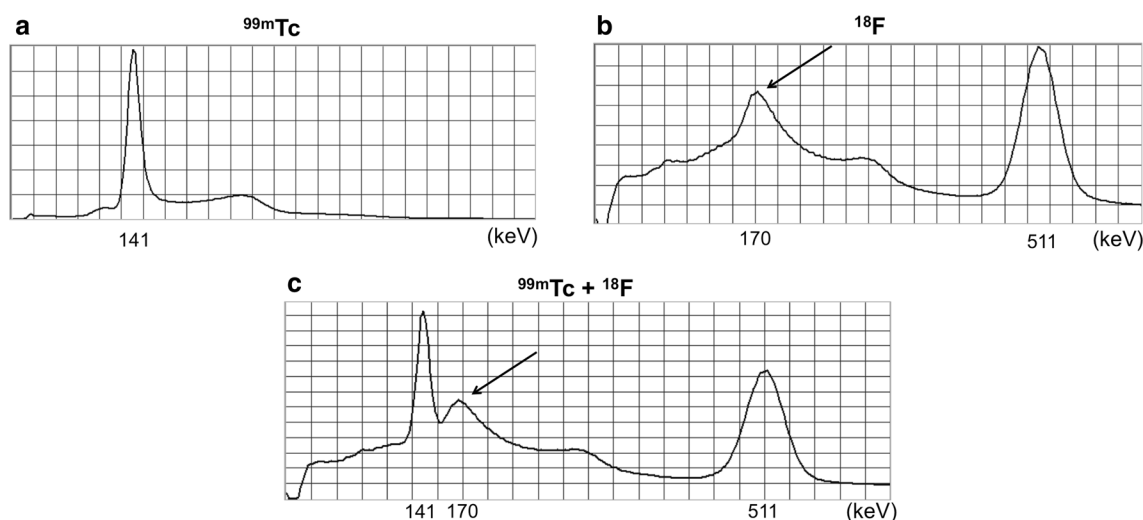 a
⁹⁹ᵐTc
141
(keV)
b
¹⁸F
170
511
(keV)
c
⁹⁹ᵐTc + ¹⁸F
141 170
511
(keV)